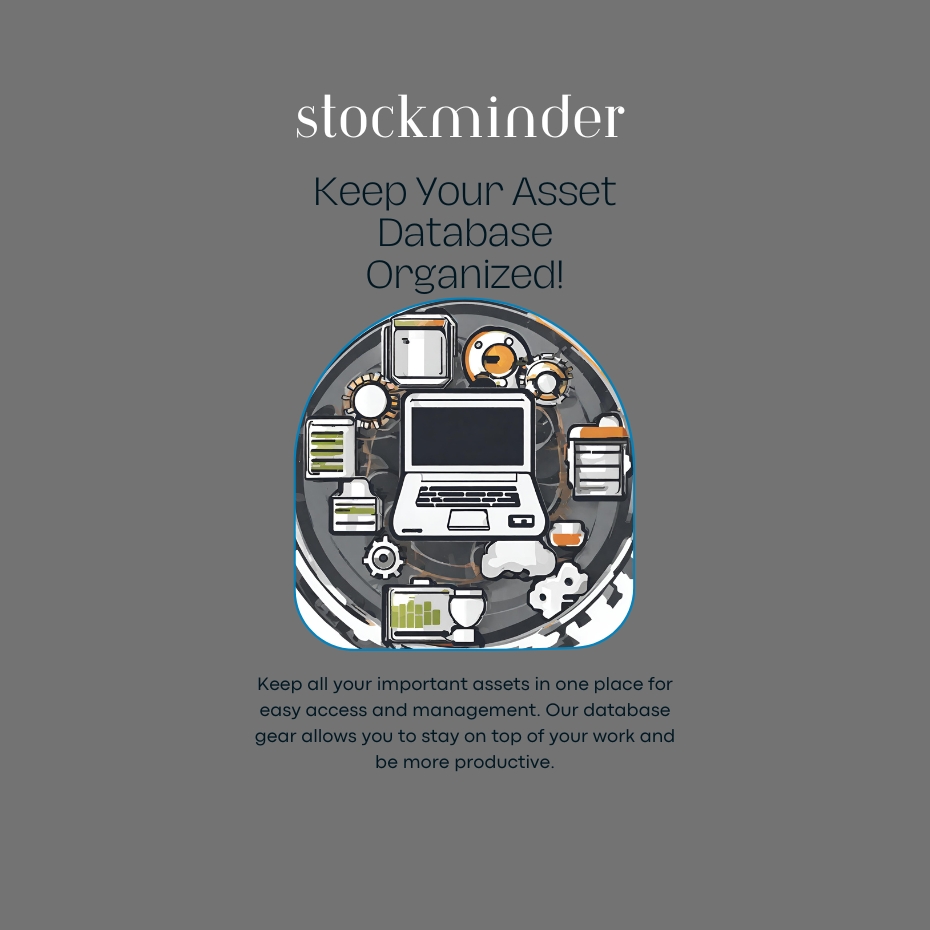 stockminder
Keep Your Asset
Database
Organized!
Keep all your important assets in one place for
easy access and management. Our database
gear allows you to stay on top of your work and
be more productive.